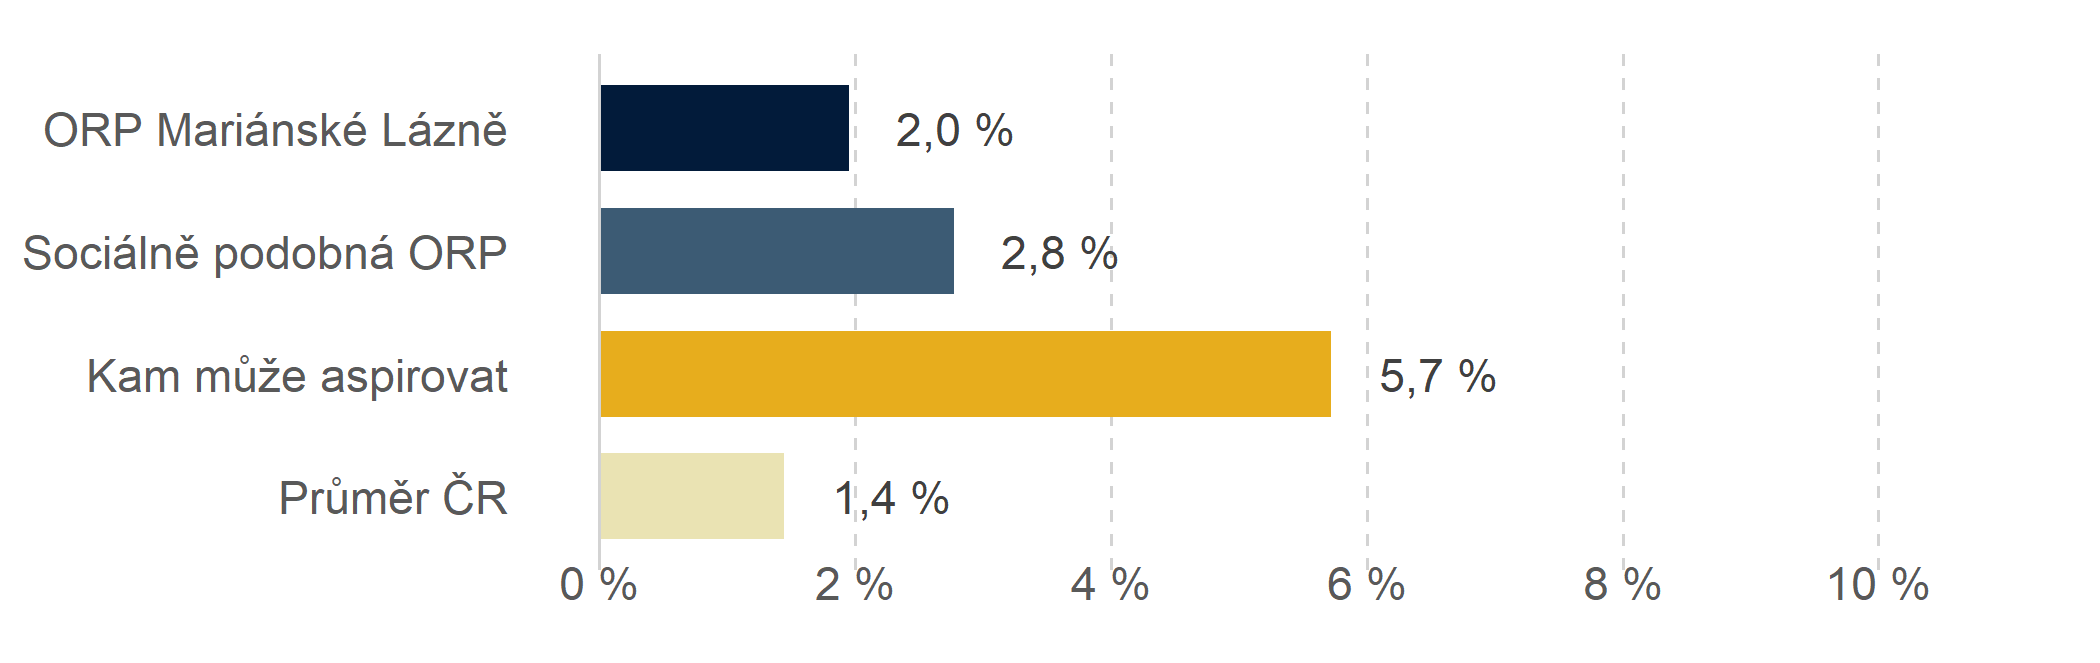 ORP Mariánské Lázně
2,0 %
Sociálně podobná ORP
2,8 %
Kam může aspirovat
5,7 %
Průměr ČR
1,4 %
0 %
2 %
4 %
6 %
8 %
10 %